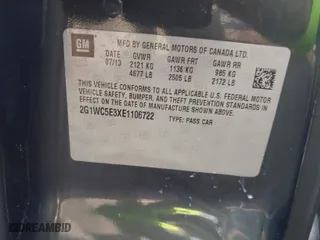 GM
MFD BY GENERAL MOTORS OF CANADA LTD.
DATE GVWR GAWR FRT GAWR RR
07/13 2121 KG 1136 KG 985 KG
4677 LB 2505 LB 2172 LB
THIS VEHICLE CONFORMS TO ALL APPLICABLE U.S. FEDERAL MOTOR
VEHICLE SAFETY, BUMPER, AND THEFT PREVENTION STANDARDS
IN EFFECT ON THE DATE OF MANUFACTURE SHOWN ABOVE.
2G1WC5E3XE1106722 TYPE: PASS CAR
© IDREAMBID